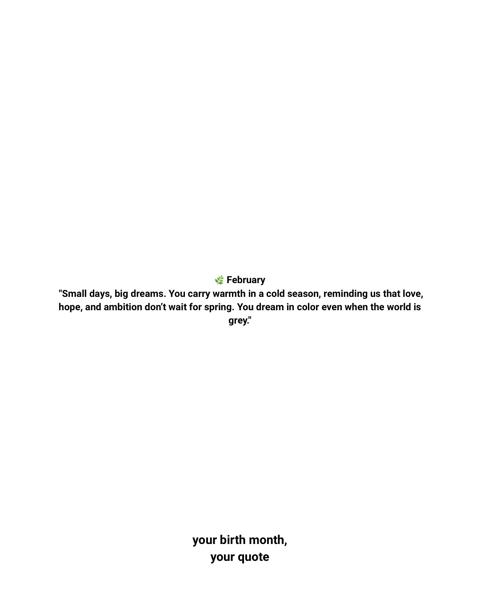 🌿 February
"Small days, big dreams. You carry warmth in a cold season, reminding us that love,
hope, and ambition don’t wait for spring. You dream in color even when the world is
grey."
your birth month,
your quote